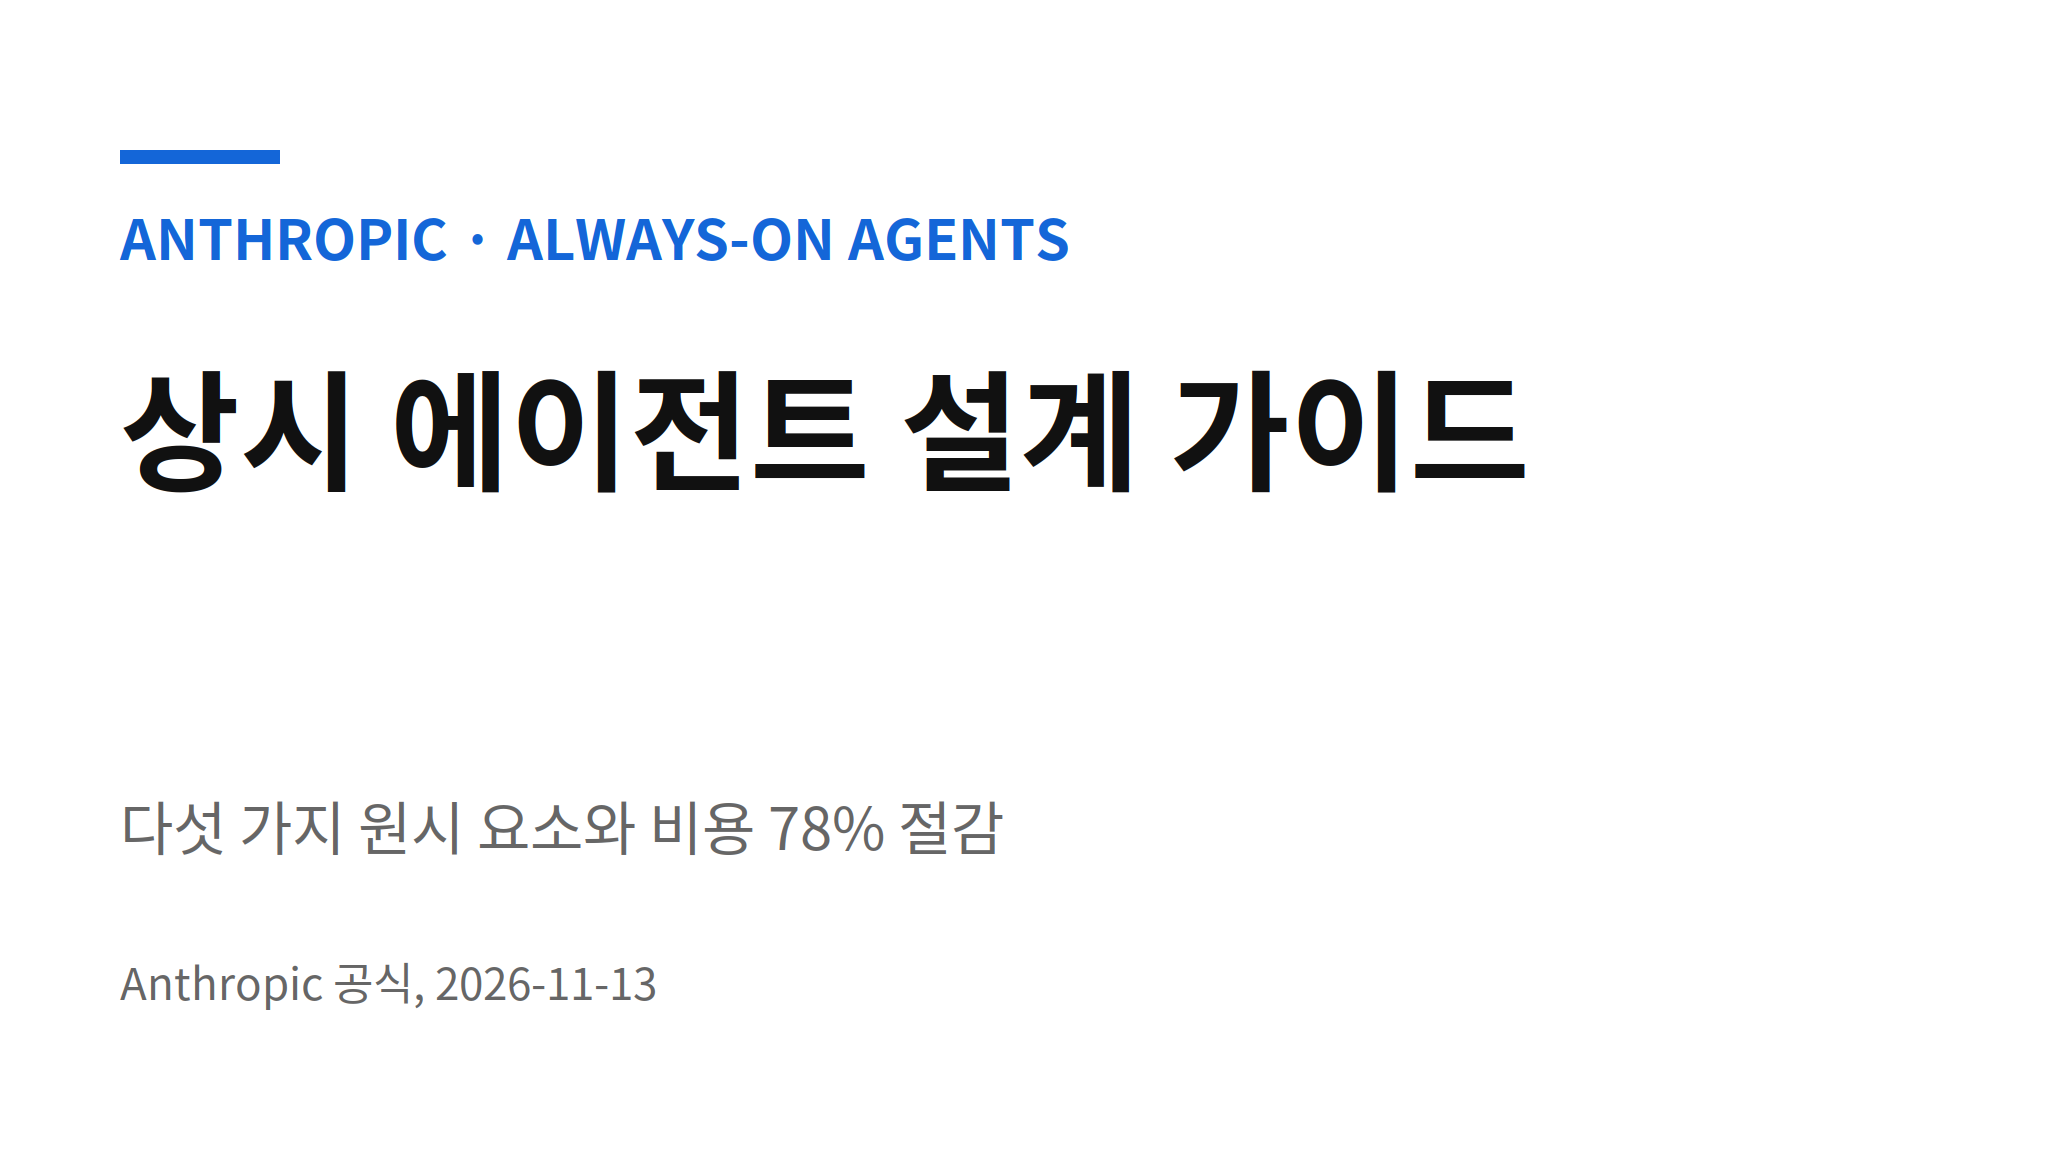 ANTHROPIC · ALWAYS-ON AGENTS
상시 에이전트 설계 가이드
다섯 가지 원시 요소와 비용 78% 절감
Anthropic 공식, 2026-11-13